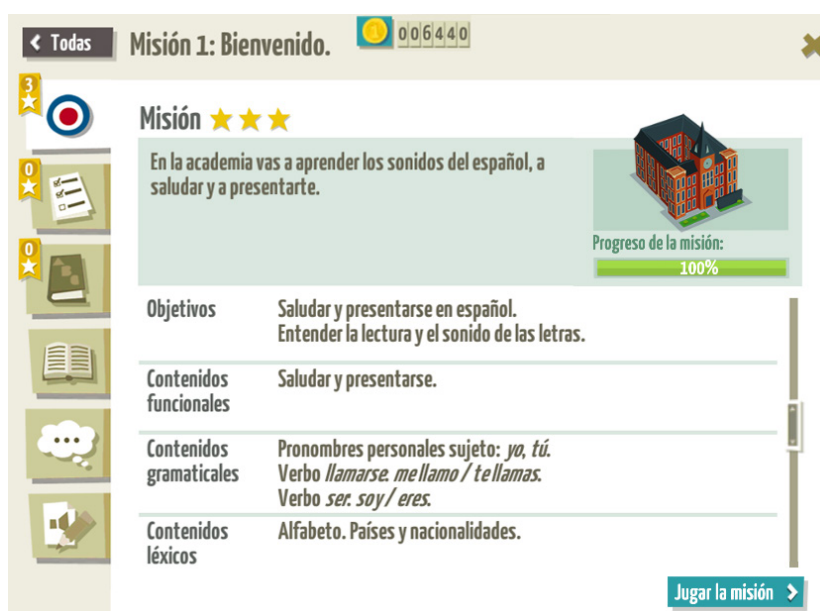 Todas
Misión 1: Bienvenido.
1
006440
3
0
0
Misión
En la academia vas a aprender los sonidos del español, a
saludar y a presentarte.
Progreso de la misión:
100%
Objetivos
Saludar y presentarse en español.
Entender la lectura y el sonido de las letras.
Contenidos
funcionales
Saludar y presentarse.
Contenidos
gramaticales
Pronombres personales sujeto: yo, tú.
Verbo llamarse: me llamo / te llamas.
Verbo ser: soy / eres.
Contenidos
léxicos
Alfabeto. Países y nacionalidades.
Jugar la misión